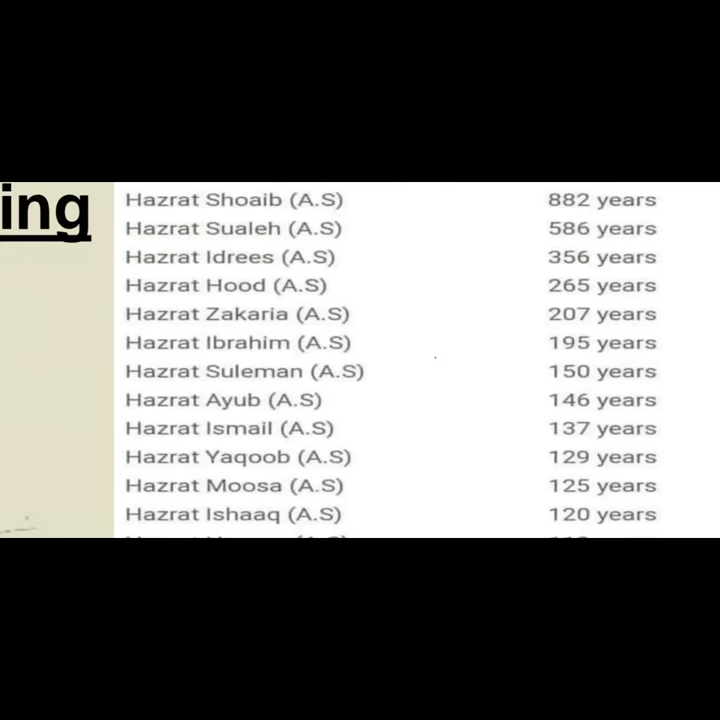 ing
Hazrat Shoaib (A.S) 882 years
Hazrat Sualeh (A.S) 586 years
Hazrat Idrees (A.S) 356 years
Hazrat Hood (A.S) 265 years
Hazrat Zakaria (A.S) 207 years
Hazrat Ibrahim (A.S) 195 years
Hazrat Suleman (A.S) 150 years
Hazrat Ayub (A.S) 146 years
Hazrat Ismail (A.S) 137 years
Hazrat Yaqoob (A.S) 129 years
Hazrat Moosa (A.S) 125 years
Hazrat Ishaaq (A.S) 120 years